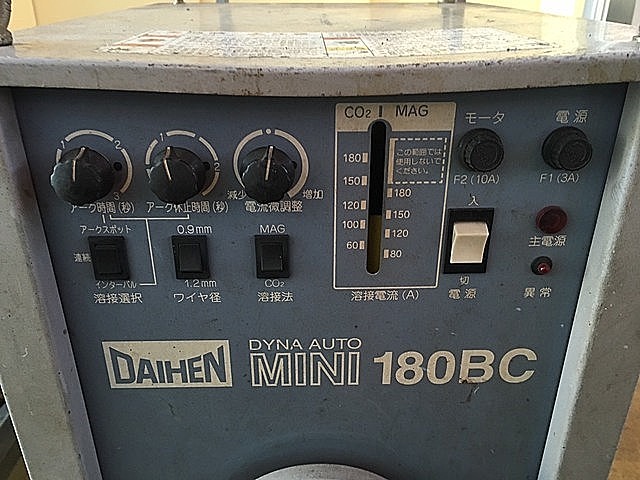 CO2 MAG
モータ
電源
この範囲では
使用しないで
ください。
F2 (10A)
F1 (3A)
1
2
3
1
2
0
減少
増加
アーク時間(秒)
アーク休止時間(秒)
電流微調整
180
150
120
100
60
180
150
120
80
入
切
電源
主電源
異常
アークスポット
連続
インターバル
溶接選択
0.9mm
1.2mm
ワイヤ径
MAG
CO2
溶接法
溶接電流(A)
DAIHEN
DYNA AUTO
MINI 180BC